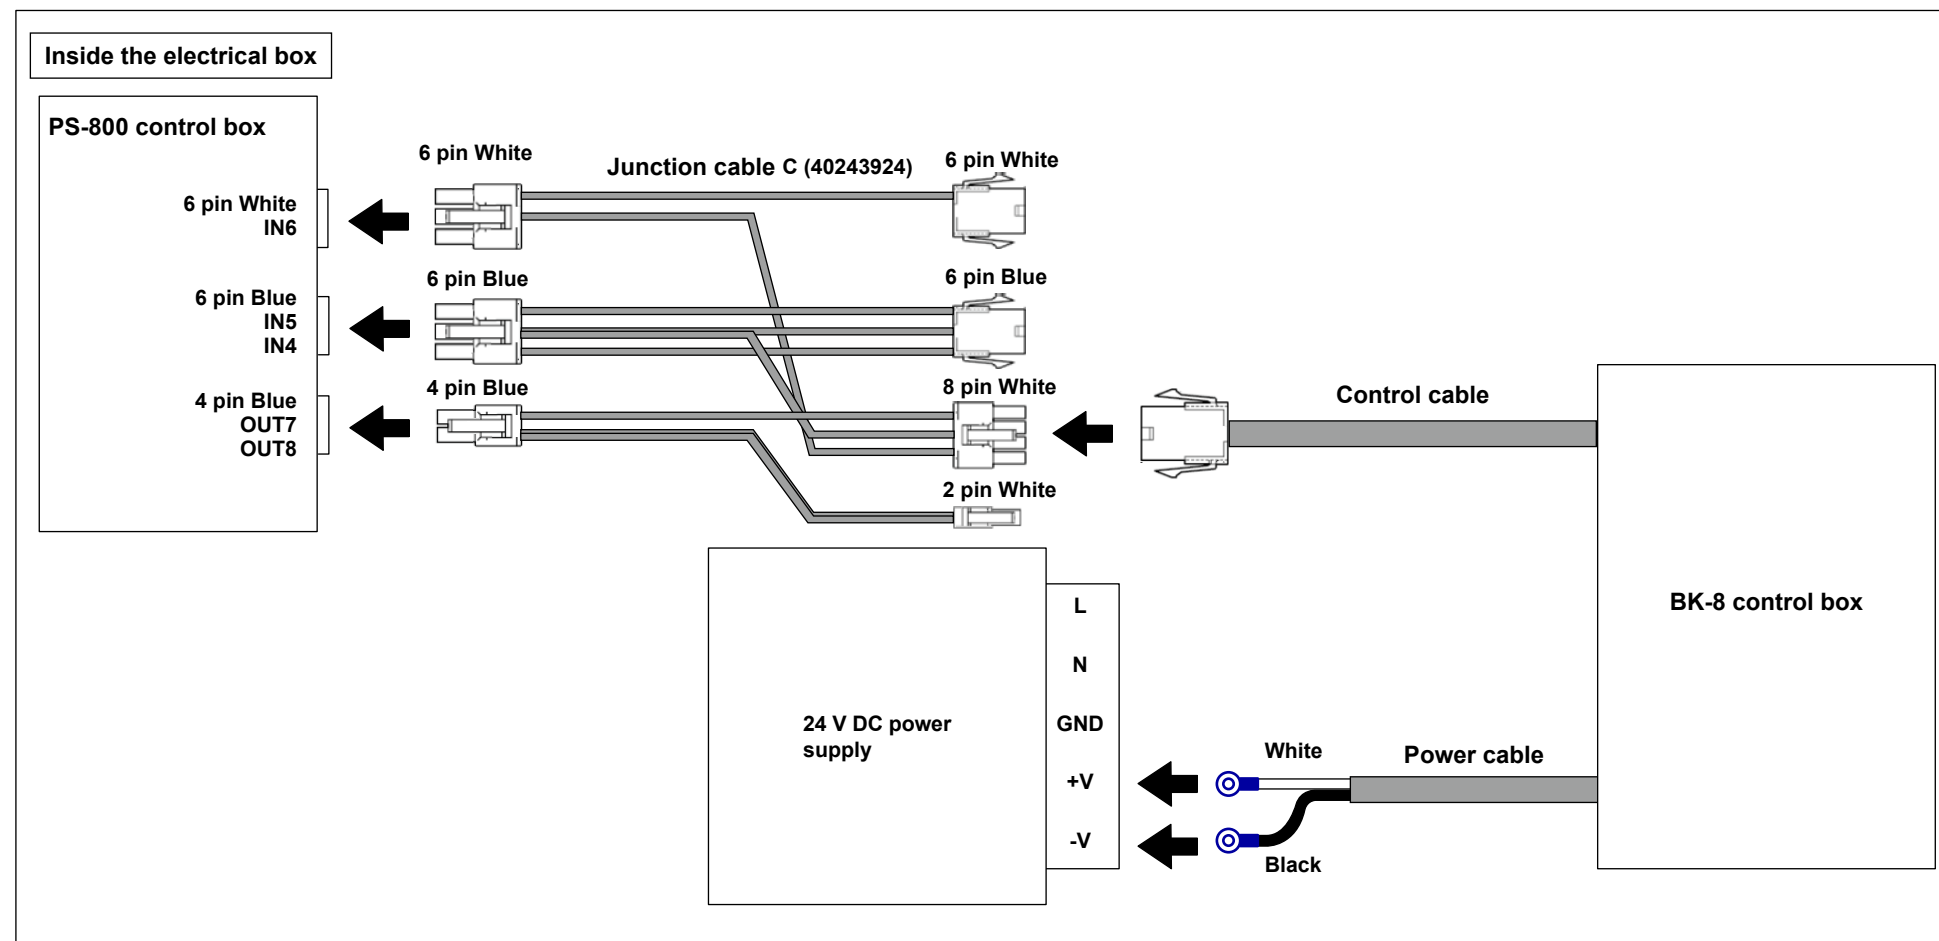 Inside the electrical box
PS-800 control box
6 pin White
IN6
6 pin Blue
IN5
IN4
4 pin Blue
OUT7
OUT8
6 pin White
Junction cable C (40243924)
6 pin White
6 pin Blue
6 pin Blue
4 pin Blue
8 pin White
2 pin White
Control cable
BK-8 control box
24 V DC power
supply
L
N
GND
+V
-V
White
Power cable
Black